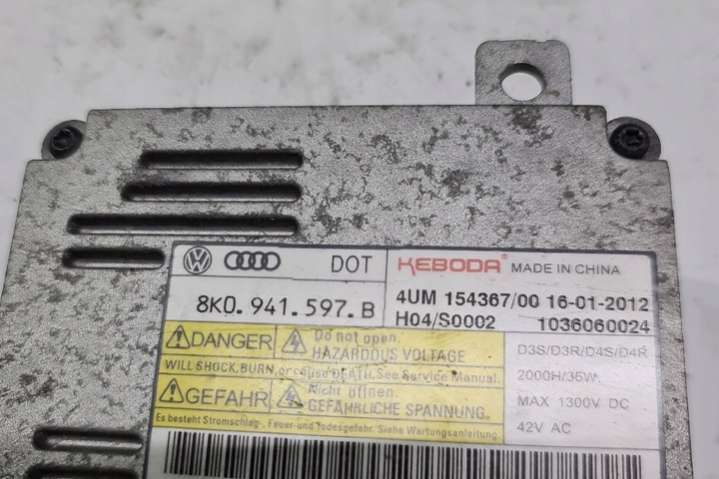 DOT KEBODA MADE IN CHINA
8K0.941.597.B 4UM 154367/00 16-01-2012
H04/S0002 1036060024
DANGER Do not open.
HAZARDOUS VOLTAGE
WILL SHOCK,BURN, or cause DEATH. See Service Manual.
GEFAHR Nicht öffnen.
GEFÄHRLICHE SPANNUNG.
Es besteht Stromschlag-, Feuer-und Todesgefahr. Siehe Wartungsanleitung
D3S/D3R/D4S/D4R
2000H/35W
MAX 1300V DC
42V AC